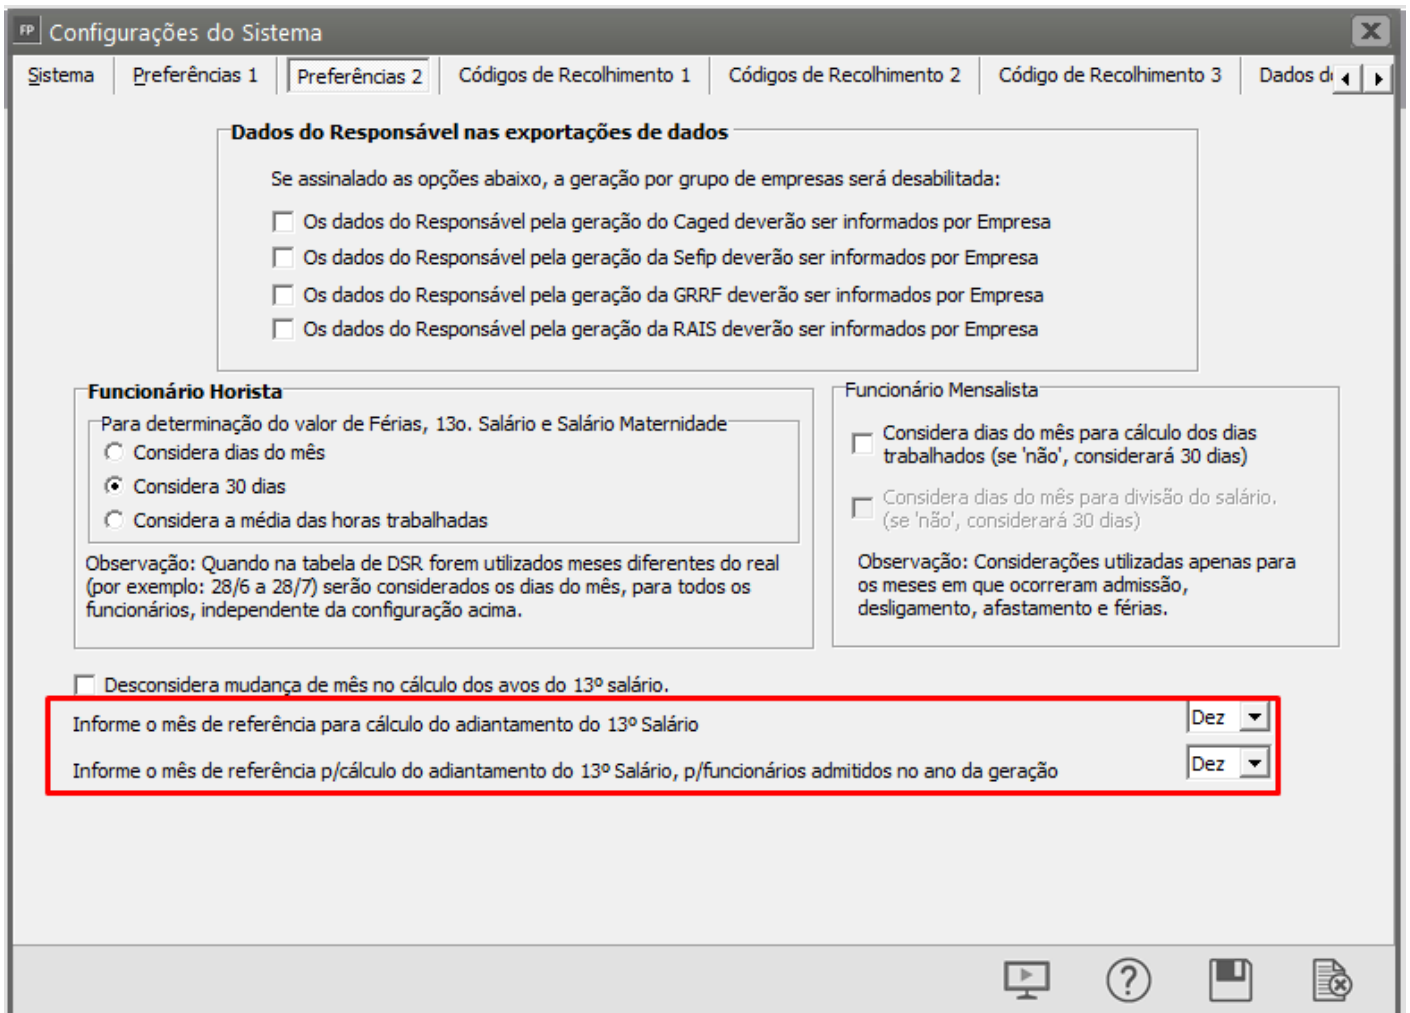 FP Configurações do Sistema
Sistema Preferências 1 Preferências 2 Códigos de Recolhimento 1 Códigos de Recolhimento 2 Código de Recolhimento 3 Dados
Dados do Responsável nas exportações de dados
Se assinalado as opções abaixo, a geração por grupo de empresas será desabilitada:
Os dados do Responsável pela geração do Caged deverão ser informados por Empresa
Os dados do Responsável pela geração da Sefip deverão ser informados por Empresa
Os dados do Responsável pela geração da GRRF deverão ser informados por Empresa
Os dados do Responsável pela geração da RAIS deverão ser informados por Empresa
Funcionário Horista
Para determinação do valor de Férias, 13o. Salário e Salário Maternidade
Considera dias do mês
Considera 30 dias
Considera a média das horas trabalhadas
Observação: Quando na tabela de DSR forem utilizados meses diferentes do real
(por exemplo: 28/6 a 28/7) serão considerados os dias do mês, para todos os
funcionários, independente da configuração acima.
Funcionário Mensalista
Considera dias do mês para cálculo dos dias
trabalhados (se 'não', considerará 30 dias)
Considera dias do mês para divisão do salário.
(se 'não', considerará 30 dias)
Observação: Considerações utilizadas apenas para
os meses em que ocorreram admissão,
desligamento, afastamento e férias.
Desconsidera mudança de mês no cálculo dos avos do 13º salário.
Informe o mês de referência para cálculo do adiantamento do 13º Salário Dez
Informe o mês de referência p/cálculo do adiantamento do 13º Salário, p/funcionários admitidos no ano da geração Dez